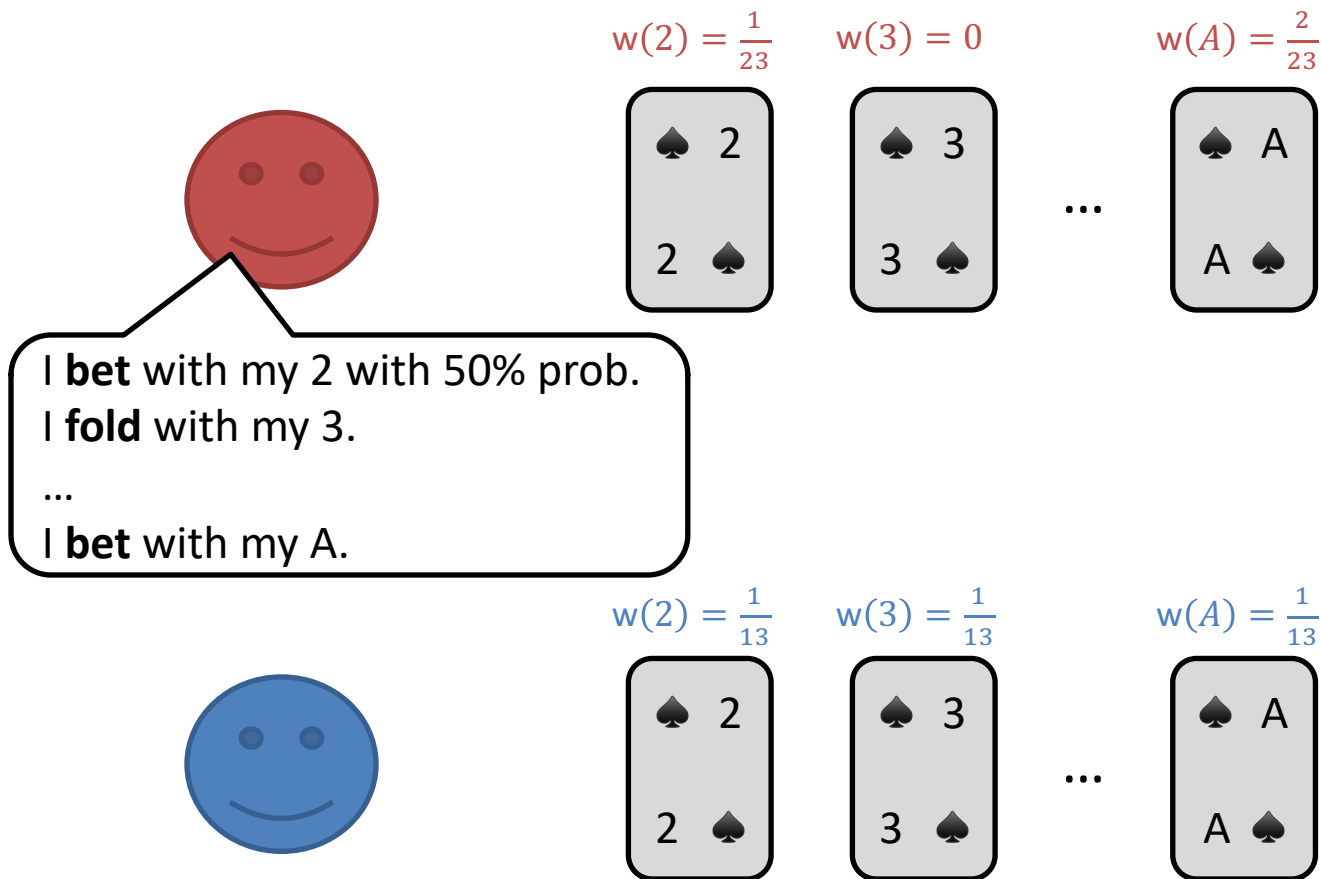 w(2) = 1/23 w(3) = 0 w(A) = 2/23
♠ 2 ♠ 3 ♠ A
...
2 ♠ 3 ♠ A ♠
I bet with my 2 with 50% prob.
I fold with my 3.
...
I bet with my A.
w(2) = 1/13 w(3) = 1/13 w(A) = 1/13
♠ 2 ♠ 3 ♠ A
...
2 ♠ 3 ♠ A ♠